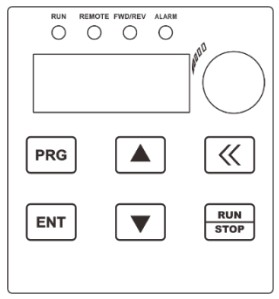 RUN REMOTE FWD/REV ALARM
PRG
ENT
RUN
STOP